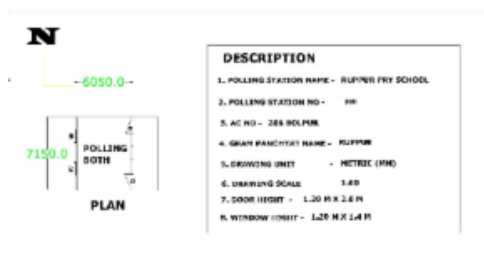 N
6050.0
7150.0
POLLING
BOTH
PLAN
DESCRIPTION
1. POLLING STATION NAME - RUPPUR PRY SCHOOL
2. POLLING STATION NO -
3. AC NO - 286 BOLPUR
4. GRAM PANCHYAT NAME - RUPPUR
5. DRAWING UNIT - METRIC (MM)
6. DRAWING SCALE
7. DOOR HEIGHT - 1.20 M X 2.0 M
8. WINDOW HIGHT - 1.20 M X 1.4 M